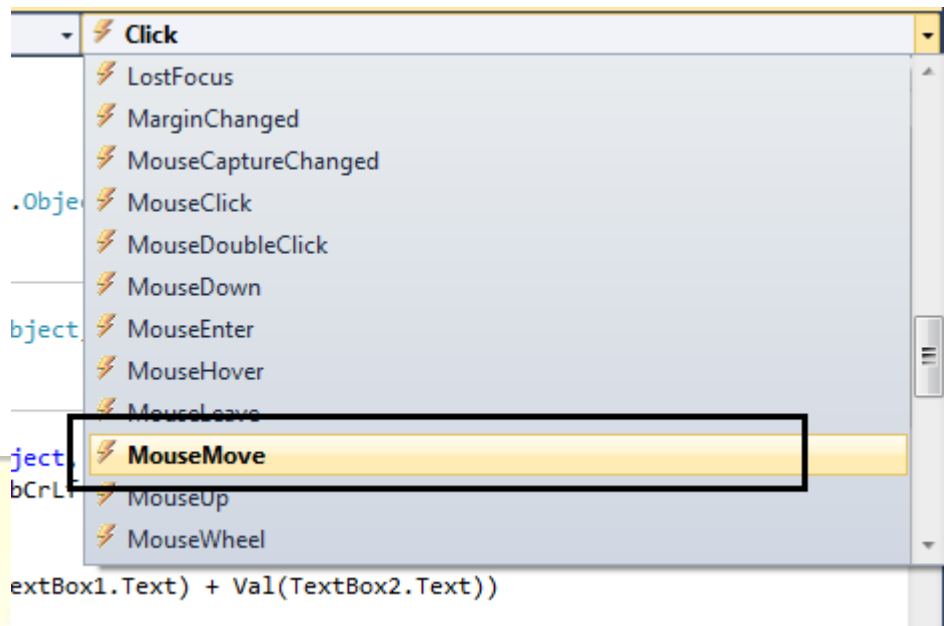 Click
LostFocus
MarginChanged
MouseCaptureChanged
.Obje
MouseClick
MouseDoubleClick
MouseDown
bject
MouseEnter
MouseHover
MouseLeave
ject,
MouseMove
bCrLf
MouseUp
MouseWheel
extBox1.Text) + Val(TextBox2.Text))